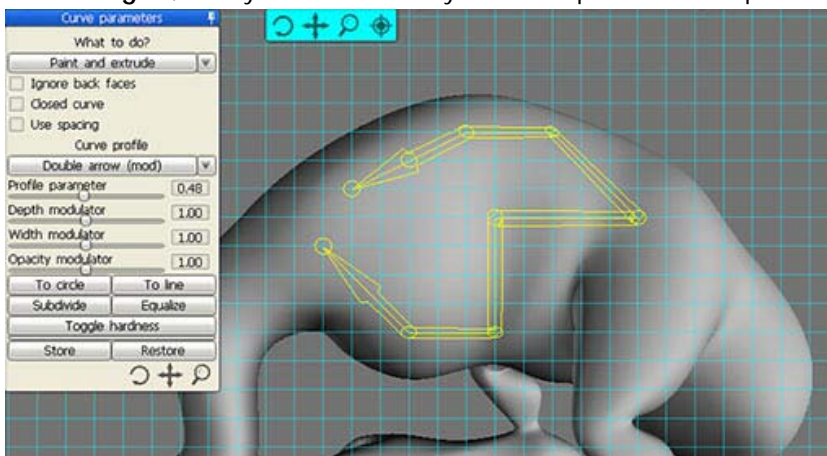 Curve parameters
What to do?
Paint and extrude
Ignore back faces
Closed curve
Use spacing
Curve profile
Double arrow (mod)
Profile parameter 0.48
Depth modulator 1.00
Width modulator 1.00
Opacity modulator 1.00
To circle To line
Subdivide Equalize
Toggle hardness
Store Restore